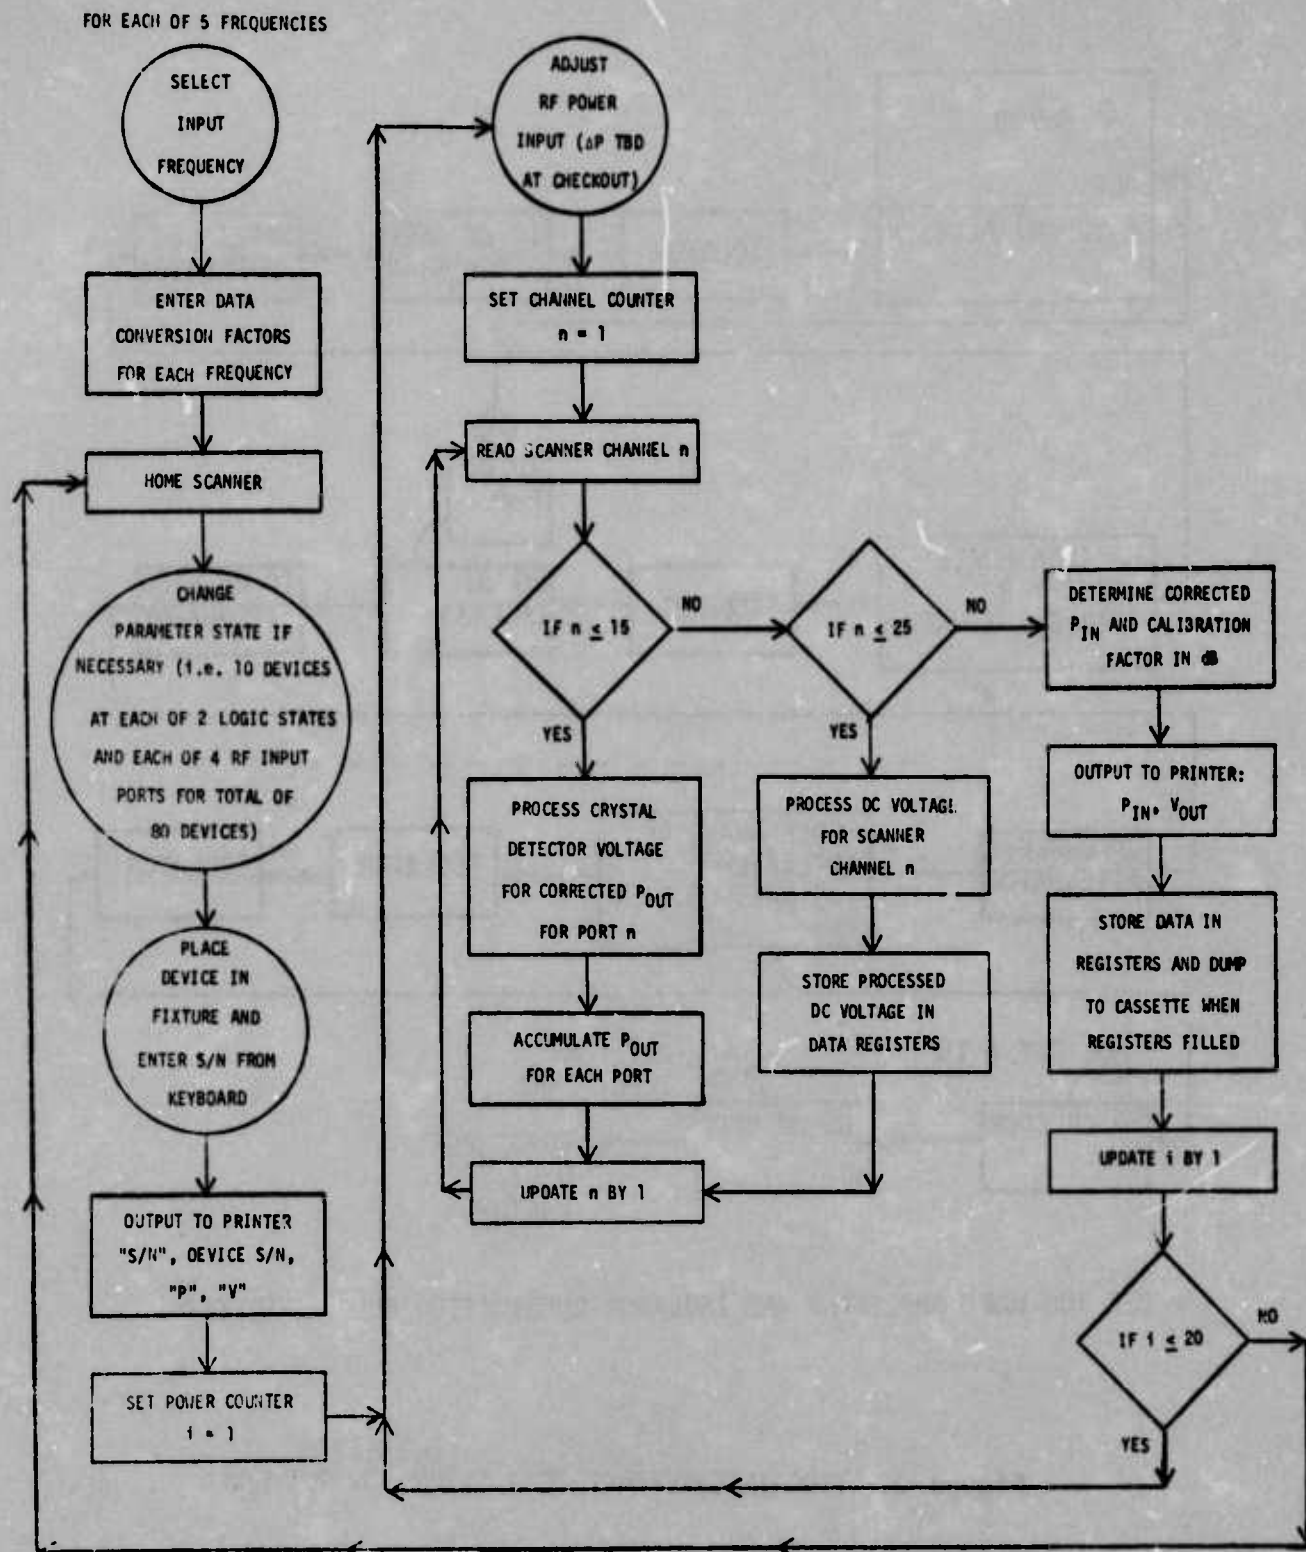 FOR EACH OF 5 FREQUENCIES
SELECT
INPUT
FREQUENCY
ENTER DATA
CONVERSION FACTORS
FOR EACH FREQUENCY
HOME SCANNER
CHANGE
PARAMETER STATE IF
NECESSARY (i.e. 10 DEVICES
AT EACH OF 2 LOGIC STATES
AND EACH OF 4 RF INPUT
PORTS FOR TOTAL OF
80 DEVICES)
PLACE
DEVICE IN
FIXTURE AND
ENTER S/N FROM
KEYBOARD
OUTPUT TO PRINTER
"S/N", DEVICE S/N,
"P", "V"
SET POWER COUNTER
i = 1
ADJUST
RF POWER
INPUT (ΔP TBD
AT CHECKOUT)
SET CHANNEL COUNTER
n = 1
READ SCANNER CHANNEL n
IF n ≤ 15
NO
YES
PROCESS CRYSTAL
DETECTOR VOLTAGE
FOR CORRECTED P_OUT
FOR PORT n
ACCUMULATE P_OUT
FOR EACH PORT
UPDATE n BY 1
IF n ≤ 25
NO
YES
PROCESS DC VOLTAGE
FOR SCANNER
CHANNEL n
STORE PROCESSED
DC VOLTAGE IN
DATA REGISTERS
DETERMINE CORRECTED
P_IN AND CALIBRATION
FACTOR IN dB
OUTPUT TO PRINTER:
P_IN, V_OUT
STORE DATA IN
REGISTERS AND DUMP
TO CASSETTE WHEN
REGISTERS FILLED
UPDATE i BY 1
IF i ≤ 20
NO
YES